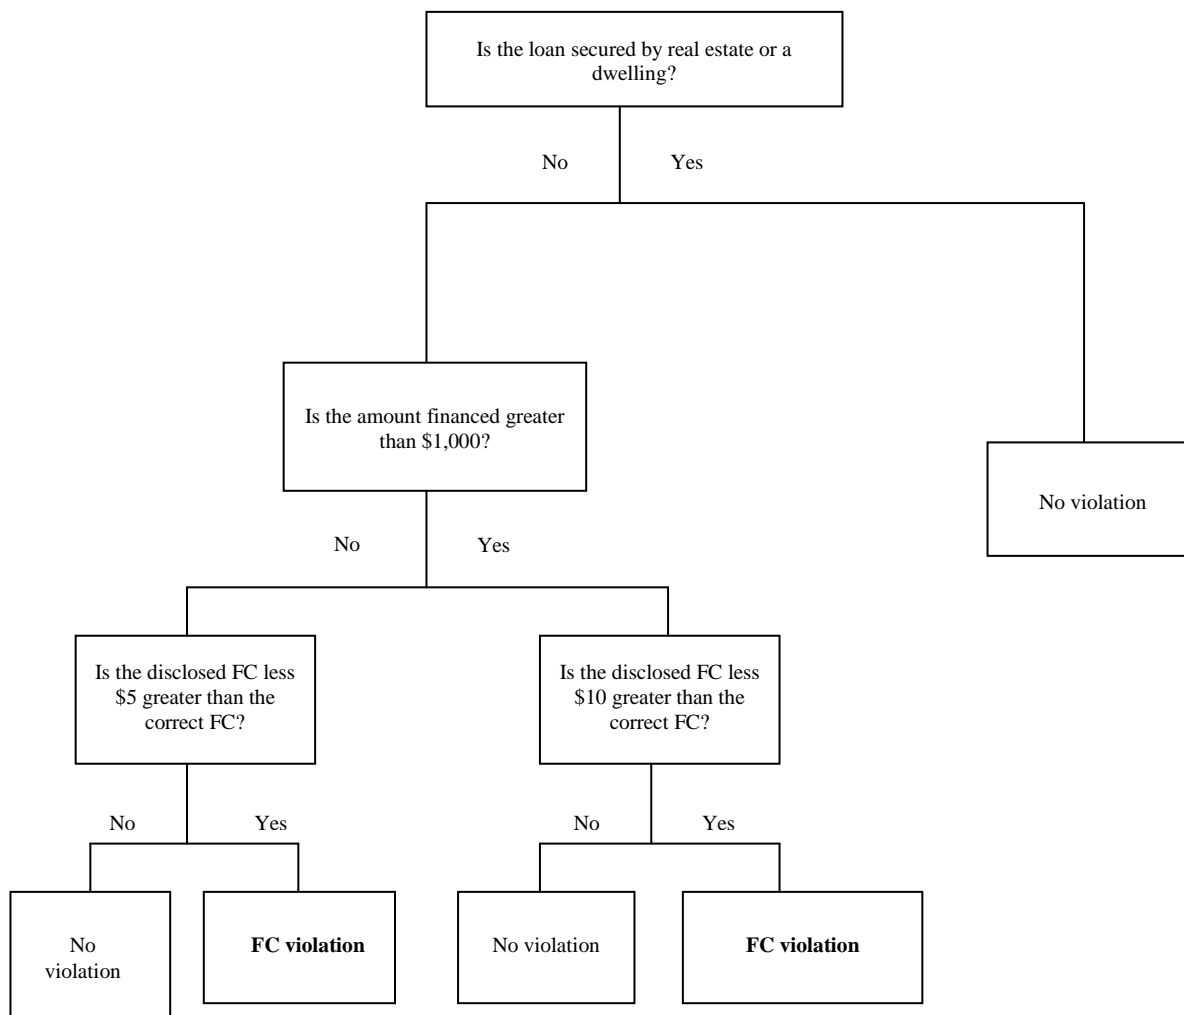 Is the loan secured by real estate or a
dwelling?
No
Yes
Is the amount financed greater
than $1,000?
No violation
No
Yes
Is the disclosed FC less
$5 greater than the
correct FC?
Is the disclosed FC less
$10 greater than the
correct FC?
No
Yes
No
Yes
No
violation
FC violation
No violation
FC violation